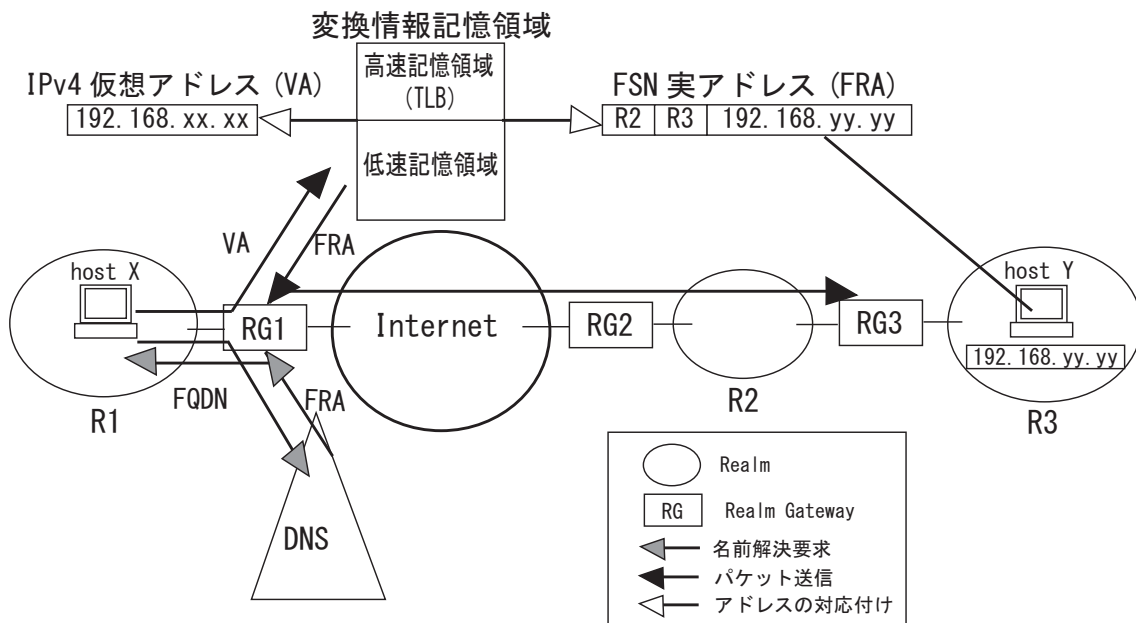 変換情報記憶領域
高速記憶領域
(TLB)
低速記憶領域
IPv4 仮想アドレス (VA)
192.168.xx.xx
FSN 実アドレス (FRA)
R2 R3 192.168.yy.yy
VA
FRA
host X
RG1
Internet
RG2
RG3
host Y
192.168.yy.yy
FQDN
FRA
R1
R2
R3
DNS
Realm
RG Realm Gateway
名前解決要求
パケット送信
アドレスの対応付け